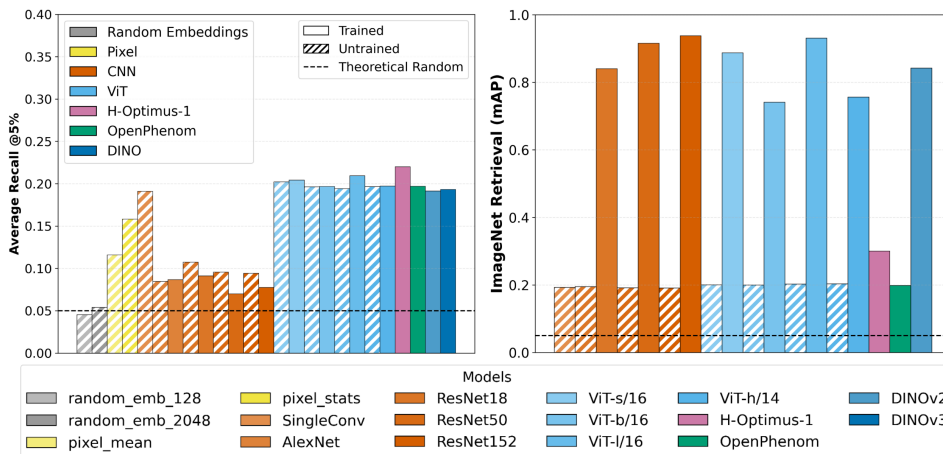 Average Recall @5%
0.40
0.35
0.30
0.25
0.20
0.15
0.10
0.05
0.00
Random Embeddings
Pixel
CNN
ViT
H-Optimus-1
OpenPhenom
DINO
Trained
Untrained
Theoretical Random
ImageNet Retrieval (mAP)
1.0
0.8
0.6
0.4
0.2
0.0
Models
random_emb_128
random_emb_2048
pixel_mean
pixel_stats
SingleConv
AlexNet
ResNet18
ResNet50
ResNet152
ViT-s/16
ViT-b/16
ViT-l/16
ViT-h/14
H-Optimus-1
OpenPhenom
DINOv2
DINOv3